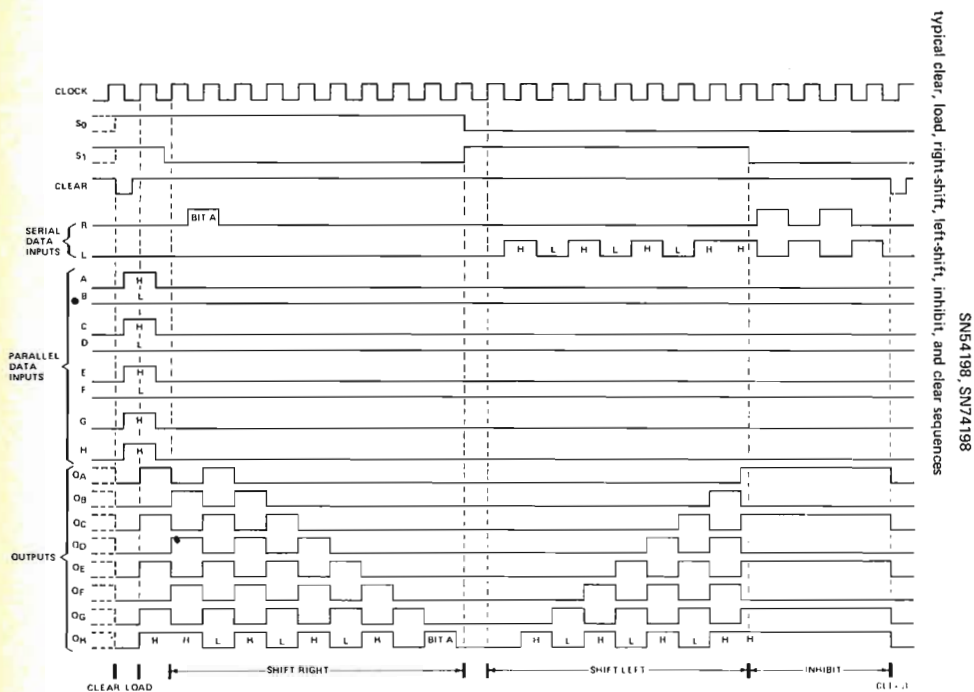 SN54198, SN74198
typical clear, load, right-shift, left-shift, inhibit, and clear sequences
CLOCK
S0
S1
CLEAR
SERIAL
DATA
INPUTS
R
BIT A
L
H L H L H L H H
PARALLEL
DATA
INPUTS
A
H
B
L
C
H
D
L
E
H
F
L
G
H
H
H
OUTPUTS
QA
QB
QC
QD
QE
QF
QG
QH
H H L H L H L H BIT A
H L H L H L H H
SHIFT RIGHT
SHIFT LEFT
INHIBIT
CLEAR LOAD